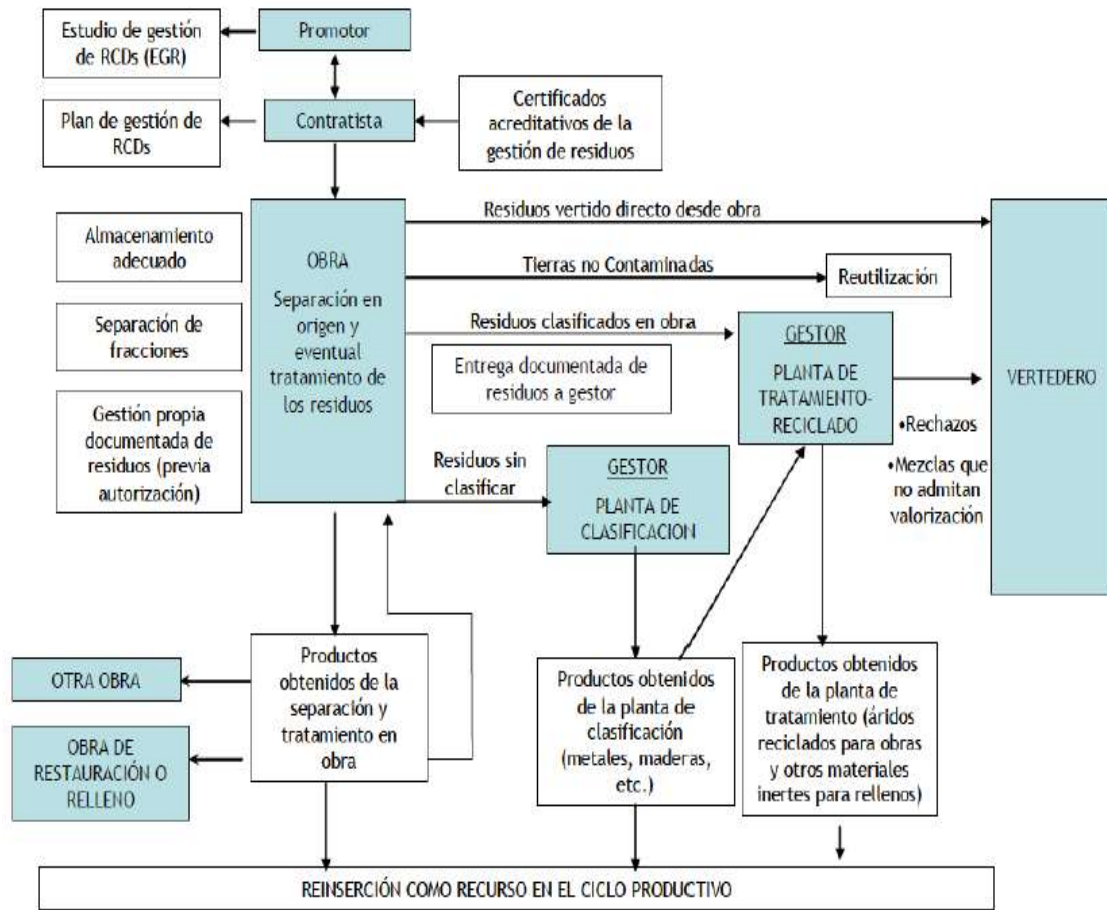 Estudio de gestión
de RCDs (EGR)
Promotor
Plan de gestión de
RCDs
Contratista
Certificados
acreditativos de la
gestión de residuos
Almacenamiento
adecuado
Separación de
fracciones
Gestión propia
documentada de
residuos (previa
autorización)
OBRA
Separación en
origen y
eventual
tratamiento de
los residuos
Residuos vertido directo desde obra
Tierras no Contaminadas
Reutilización
Residuos clasificados en obra
Entrega documentada de
residuos a gestor
GESTOR
PLANTA DE
TRATAMIENTO-
RECICLADO
VERTEDERO
•Rechazos
•Mezclas que
no admitan
valorización
Residuos sin
clasificar
GESTOR
PLANTA DE
CLASIFICACION
OTRA OBRA
OBRA DE
RESTAURACIÓN O
RELLENO
Productos
obtenidos de la
separación y
tratamiento en
obra
Productos obtenidos
de la planta de
clasificación
(metales, maderas,
etc.)
Productos obtenidos
de la planta de
tratamiento (áridos
reciclados para obras
y otros materiales
inertes para rellenos)
REINSERCIÓN COMO RECURSO EN EL CICLO PRODUCTIVO